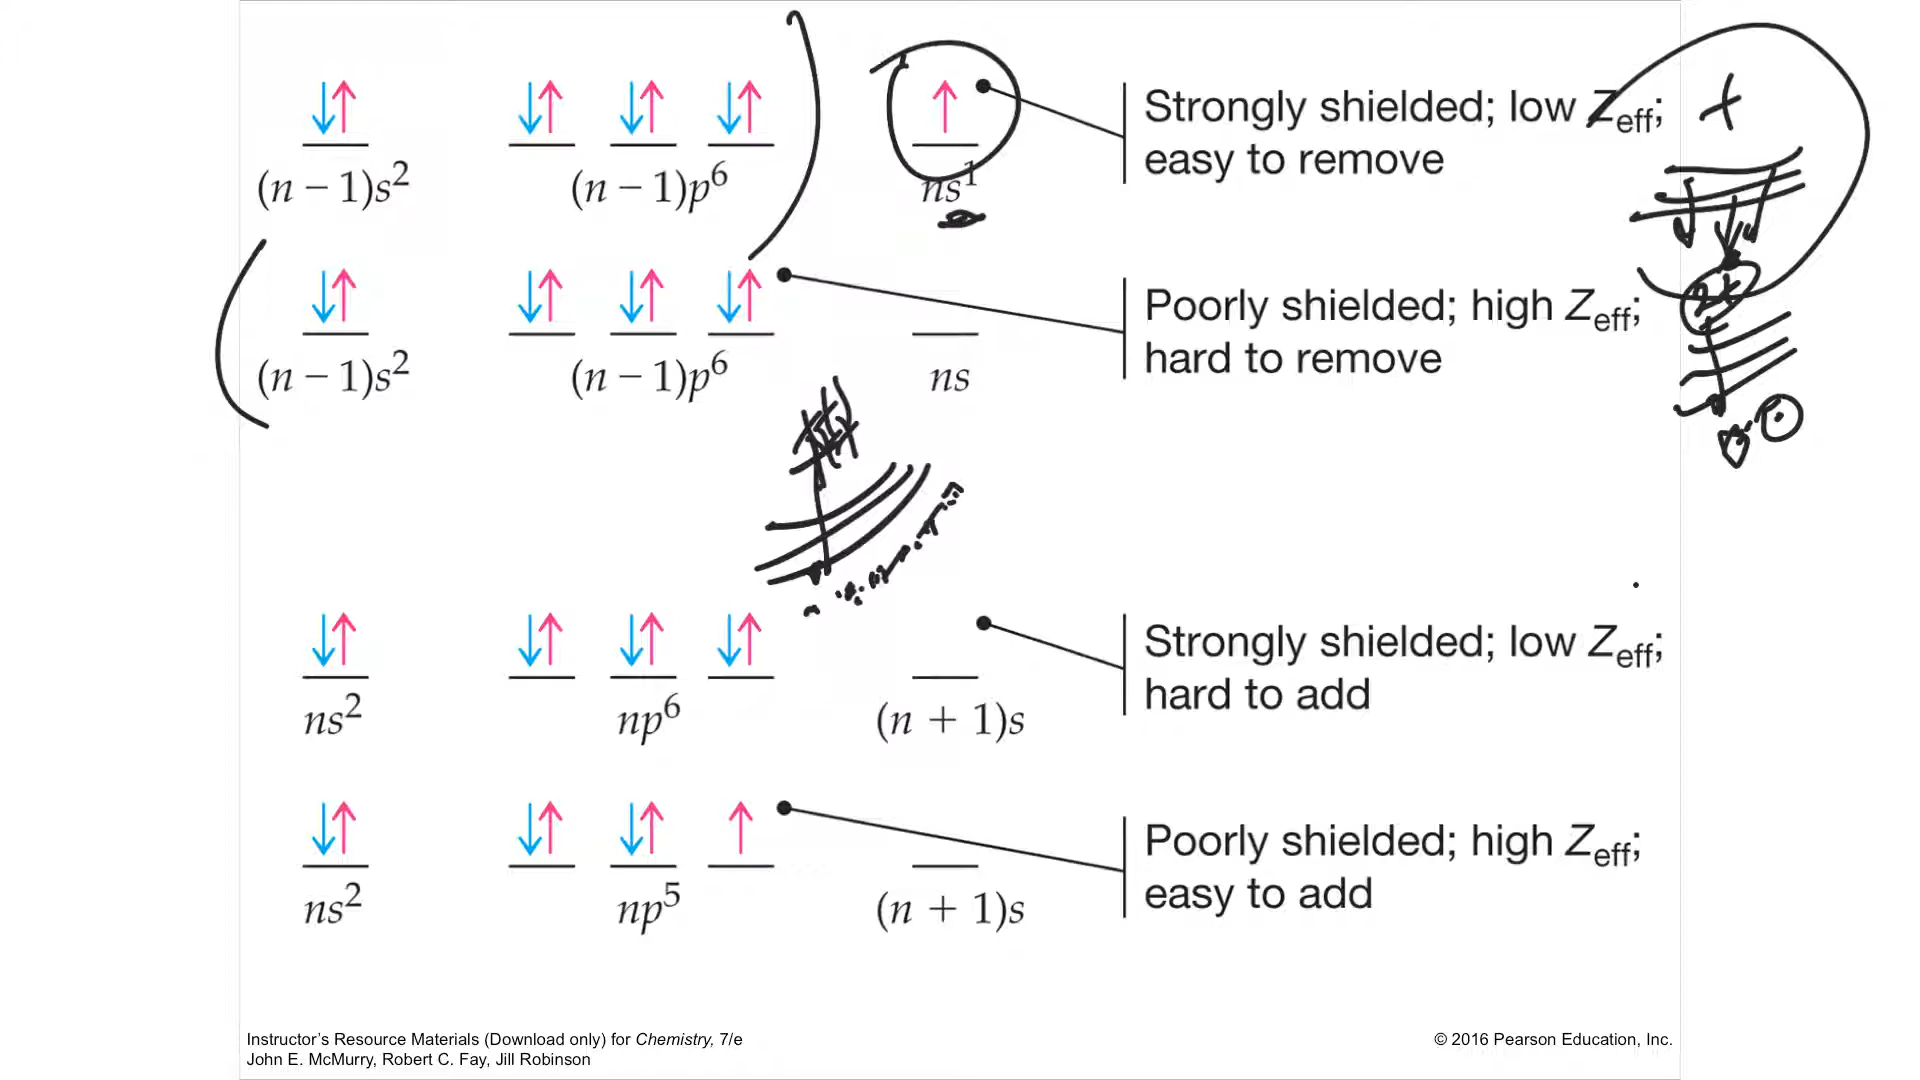 (n − 1)s² (n − 1)p⁶ ns¹
Strongly shielded; low Zeff;
easy to remove
+
(n − 1)s² (n − 1)p⁶ ns
Poorly shielded; high Zeff;
hard to remove
ns² np⁶ (n + 1)s
Strongly shielded; low Zeff;
hard to add
ns² np⁵ (n + 1)s
Poorly shielded; high Zeff;
easy to add
Instructor's Resource Materials (Download only) for Chemistry, 7/e
John E. McMurry, Robert C. Fay, Jill Robinson
© 2016 Pearson Education, Inc.